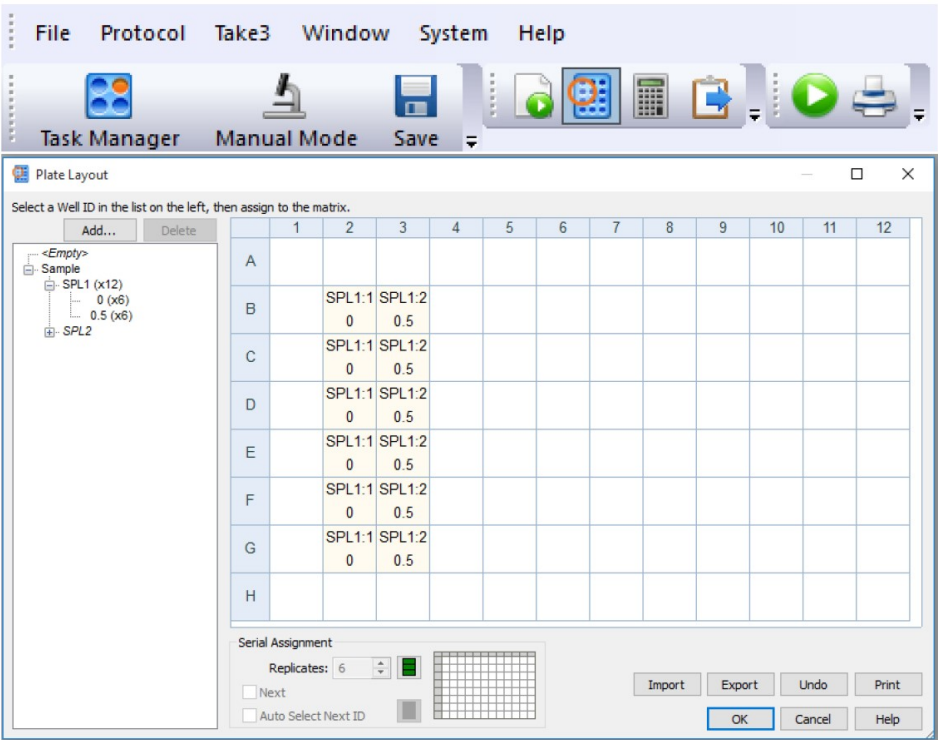 File Protocol Take3 Window System Help
Task Manager Manual Mode Save
Plate Layout
Select a Well ID in the list on the left, then assign to the matrix.
Add... Delete
<Empty>
Sample
SPL1 (x12)
0 (x6)
0.5 (x6)
SPL2
1 2 3 4 5 6 7 8 9 10 11 12
A
B SPL1:1 SPL1:2
0 0.5
C SPL1:1 SPL1:2
0 0.5
D SPL1:1 SPL1:2
0 0.5
E SPL1:1 SPL1:2
0 0.5
F SPL1:1 SPL1:2
0 0.5
G SPL1:1 SPL1:2
0 0.5
H
Serial Assignment
Replicates: 6
Next
Auto Select Next ID
Import Export Undo Print
OK Cancel Help